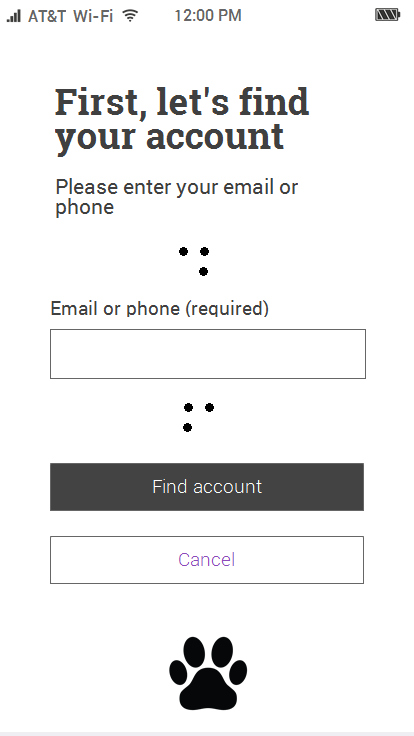 AT&T Wi-Fi 12:00 PM
First, let's find
your account
Please enter your email or
phone
⠙
Email or phone (required)
⠋
Find account
Cancel